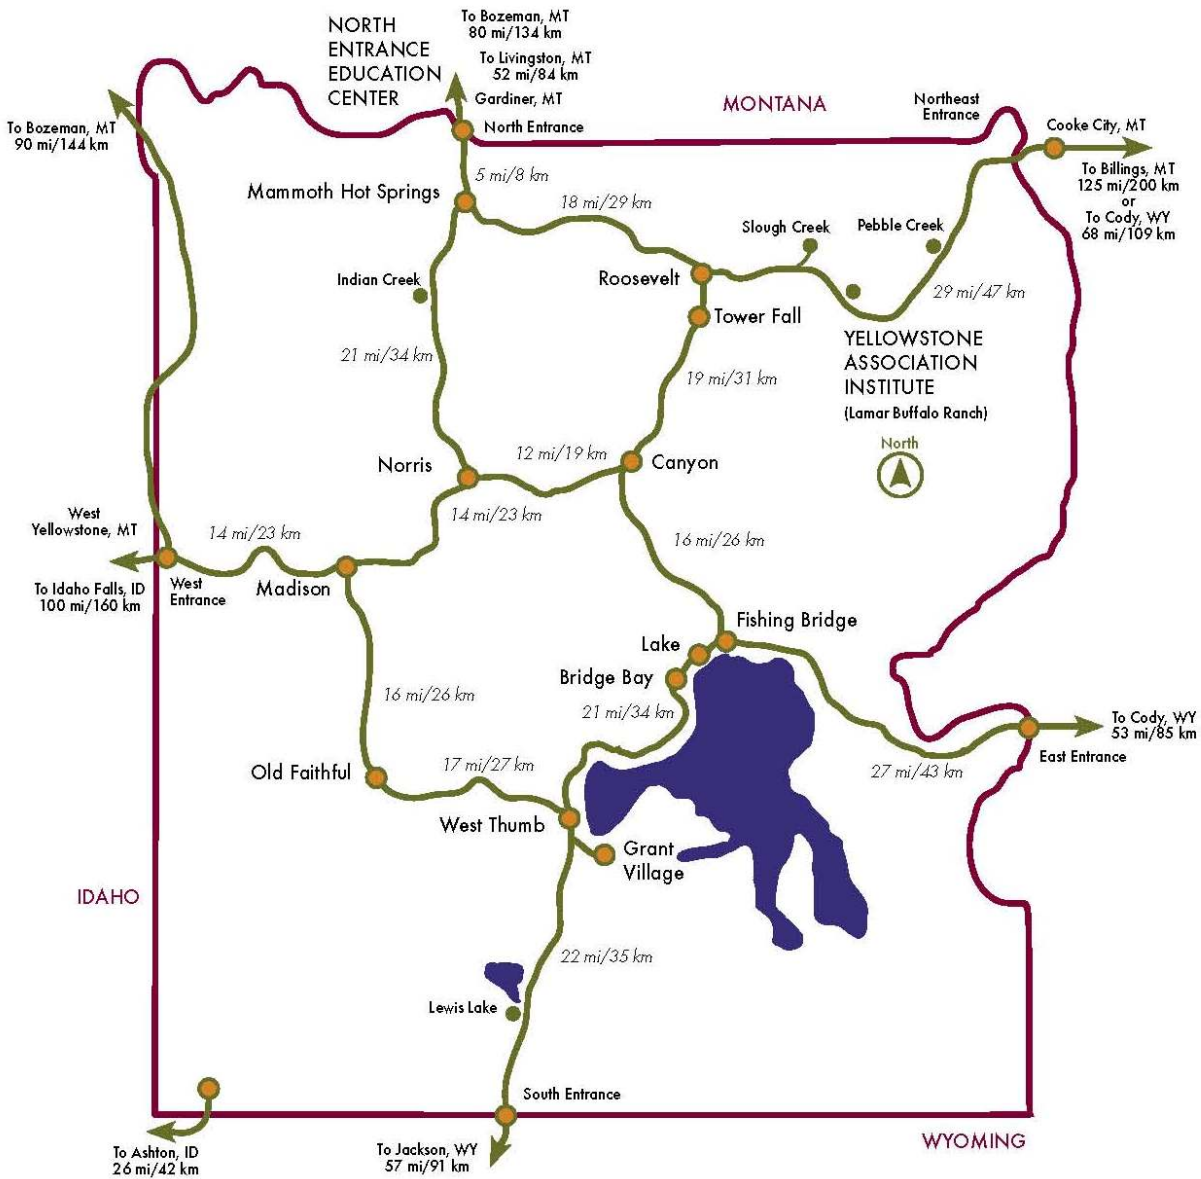 NORTH
ENTRANCE
EDUCATION
CENTER
To Bozeman, MT
80 mi/134 km
To Livingston, MT
52 mi/84 km
Gardiner, MT
North Entrance
MONTANA
Northeast
Entrance
Cooke City, MT
To Billings, MT
125 mi/200 km
or
To Cody, WY
68 mi/109 km
To Bozeman, MT
90 mi/144 km
5 mi/8 km
Mammoth Hot Springs
18 mi/29 km
Slough Creek
Pebble Creek
Indian Creek
Roosevelt
29 mi/47 km
Tower Fall
YELLOWSTONE
ASSOCIATION
INSTITUTE
(Lamar Buffalo Ranch)
21 mi/34 km
19 mi/31 km
North
Norris
12 mi/19 km
Canyon
14 mi/23 km
West
Yellowstone, MT
14 mi/23 km
16 mi/26 km
To Idaho Falls, ID
100 mi/160 km
West
Entrance
Madison
Fishing Bridge
Lake
Bridge Bay
16 mi/26 km
21 mi/34 km
To Cody, WY
53 mi/85 km
East Entrance
Old Faithful
17 mi/27 km
27 mi/43 km
West Thumb
Grant
Village
IDAHO
22 mi/35 km
Lewis Lake
South Entrance
To Ashton, ID
26 mi/42 km
To Jackson, WY
57 mi/91 km
WYOMING